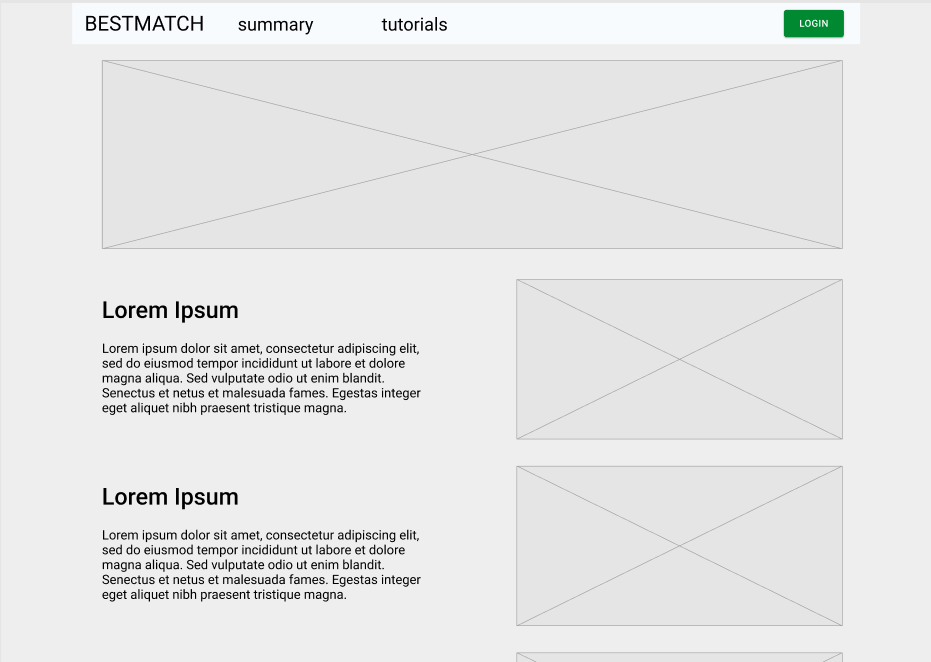 BESTMATCH summary tutorials LOGIN
Lorem Ipsum
Lorem ipsum dolor sit amet, consectetur adipiscing elit,
sed do eiusmod tempor incididunt ut labore et dolore
magna aliqua. Sed vulputate odio ut enim blandit.
Senectus et netus et malesuada fames. Egestas integer
eget aliquet nibh praesent tristique magna.
Lorem Ipsum
Lorem ipsum dolor sit amet, consectetur adipiscing elit,
sed do eiusmod tempor incididunt ut labore et dolore
magna aliqua. Sed vulputate odio ut enim blandit.
Senectus et netus et malesuada fames. Egestas integer
eget aliquet nibh praesent tristique magna.